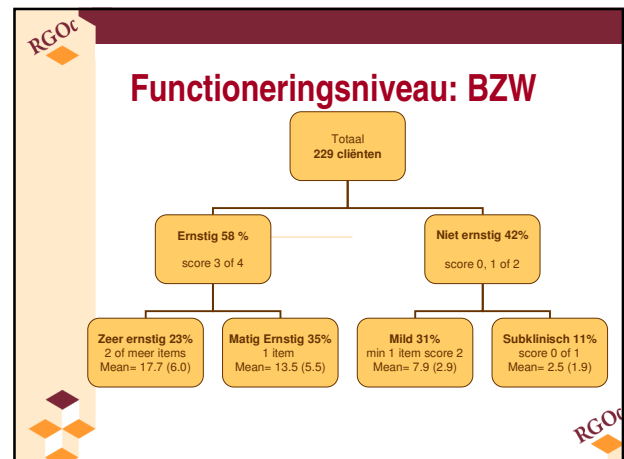 RGOc
Functioneringsniveau: BZW
Totaal
229 cliënten
Ernstig 58 %
score 3 of 4
Niet ernstig 42%
score 0, 1 of 2
Zeer ernstig 23%
2 of meer items
Mean= 17.7 (6.0)
Matig Ernstig 35%
1 item
Mean= 13.5 (5.5)
Mild 31%
min 1 item score 2
Mean= 7.9 (2.9)
Subklinisch 11%
score 0 of 1
Mean= 2.5 (1.9)
RGOc